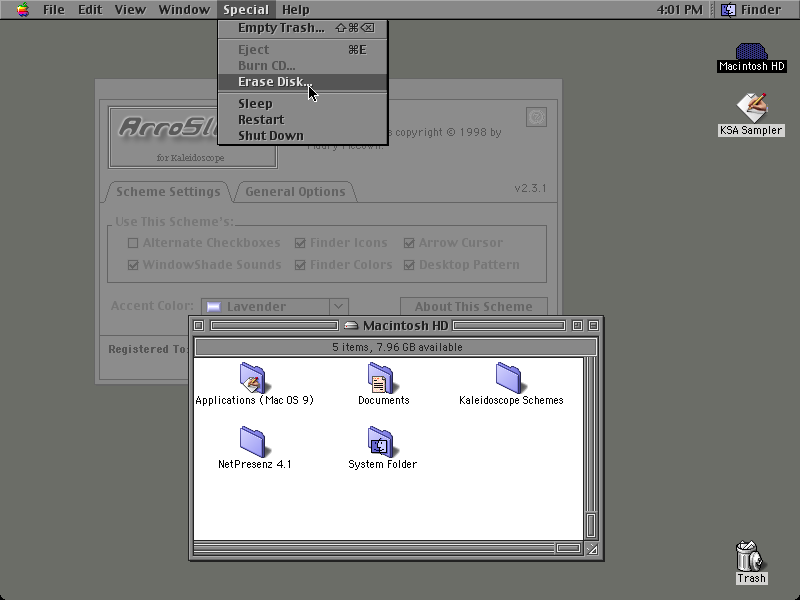 File Edit View Window Special Help 4:01 PM Finder
Empty Trash... ⇧⌘⌫
Eject ⌘E
Burn CD...
Erase Disk...
Sleep
Restart
Shut Down
Macintosh HD
KSA Sampler
copyright © 1998 by
for Kaleidoscope
Scheme Settings General Options v2.3.1
Use This Scheme's:
Alternate Checkboxes Finder Icons Arrow Cursor
WindowShade Sounds Finder Colors Desktop Pattern
Accent Color: Lavender About This Scheme
Registered To:
Macintosh HD
5 items, 7.96 GB available
Applications (Mac OS 9) Documents Kaleidoscope Schemes
NetPresenz 4.1 System Folder
Trash